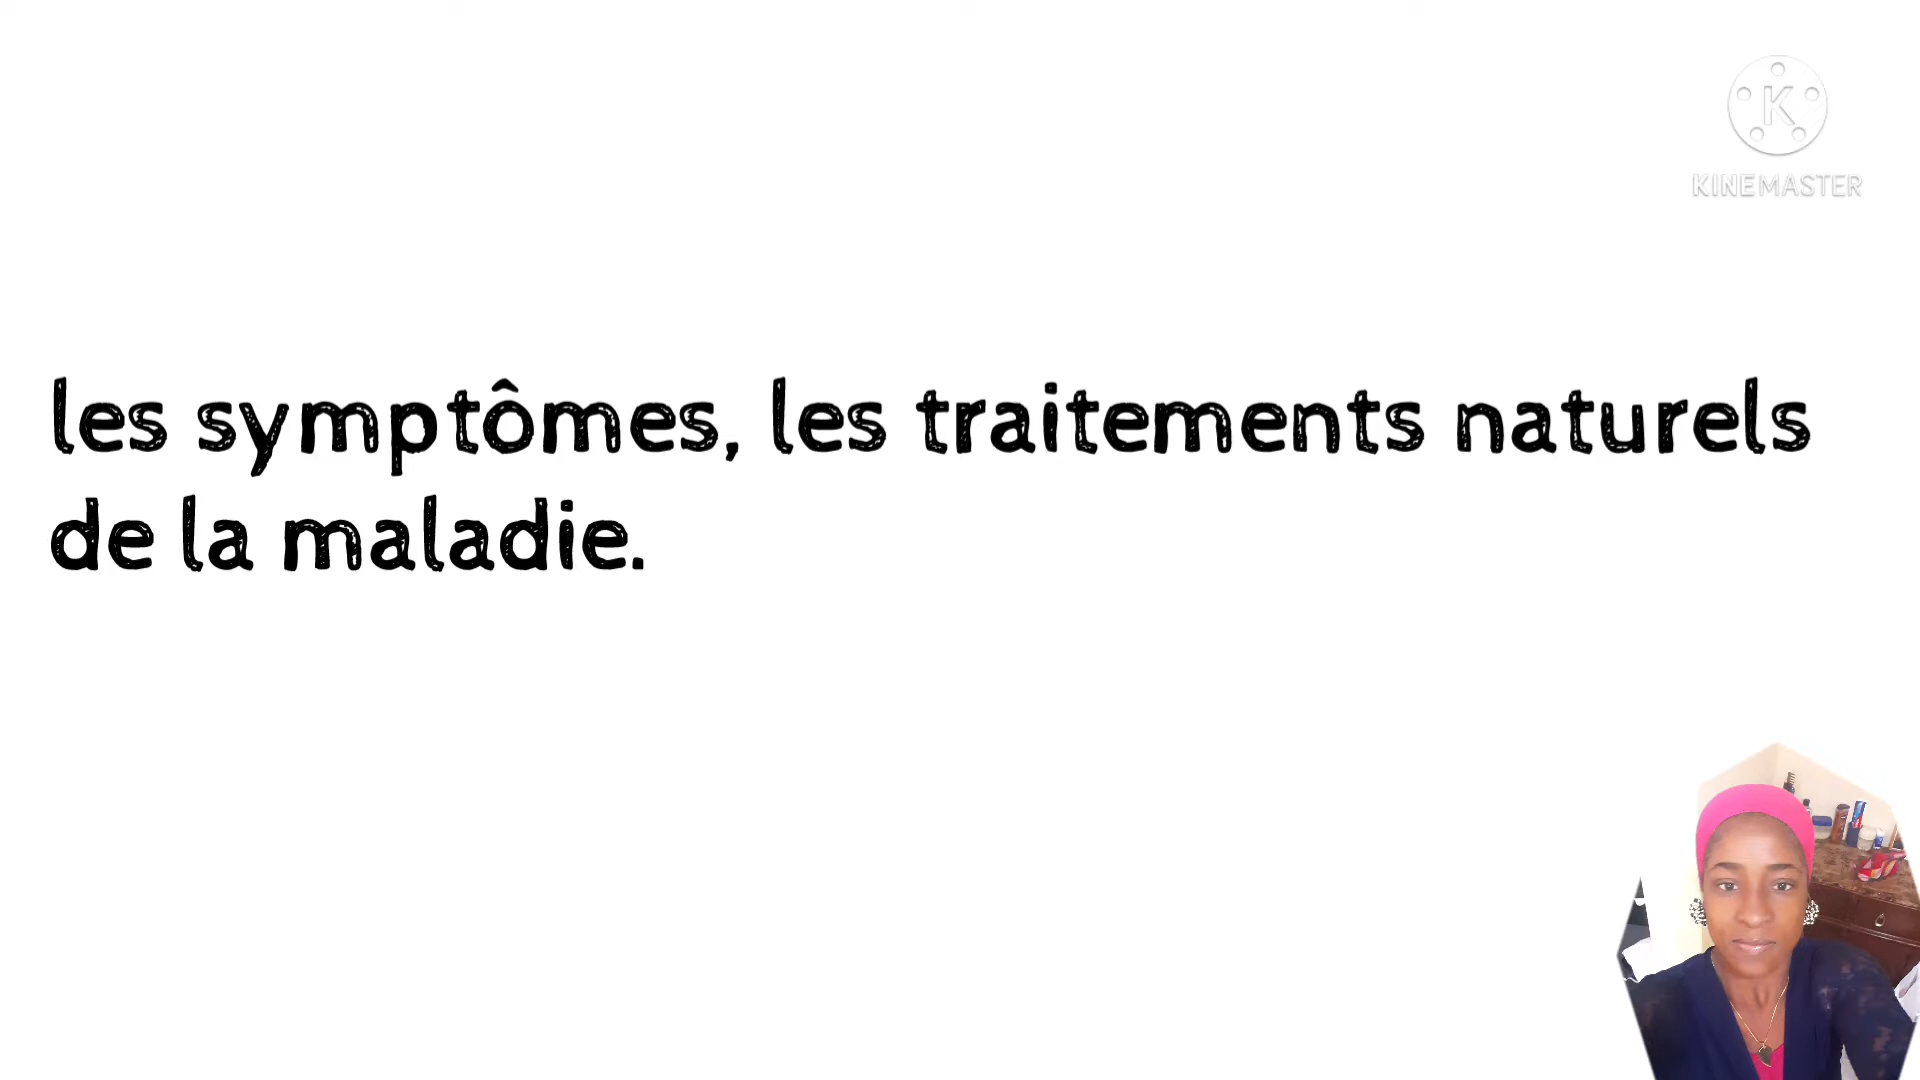 K
KINEMASTER
les symptômes, les traitements naturels
de la maladie.